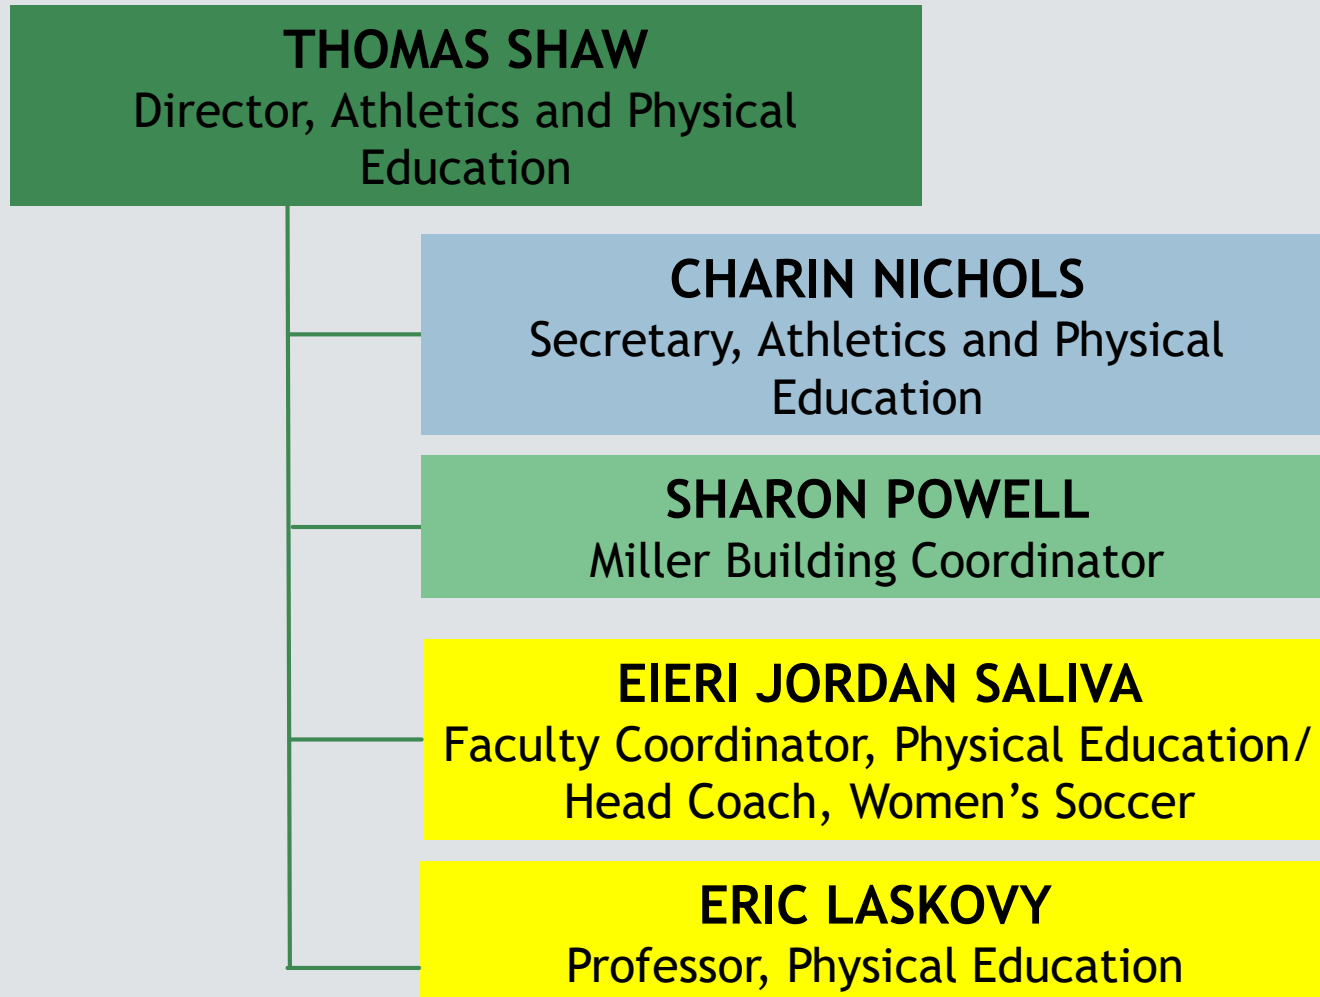 THOMAS SHAW
Director, Athletics and Physical
Education
CHARIN NICHOLS
Secretary, Athletics and Physical
Education
SHARON POWELL
Miller Building Coordinator
EIERI JORDAN SALIVA
Faculty Coordinator, Physical Education/
Head Coach, Women’s Soccer
ERIC LASKOVY
Professor, Physical Education